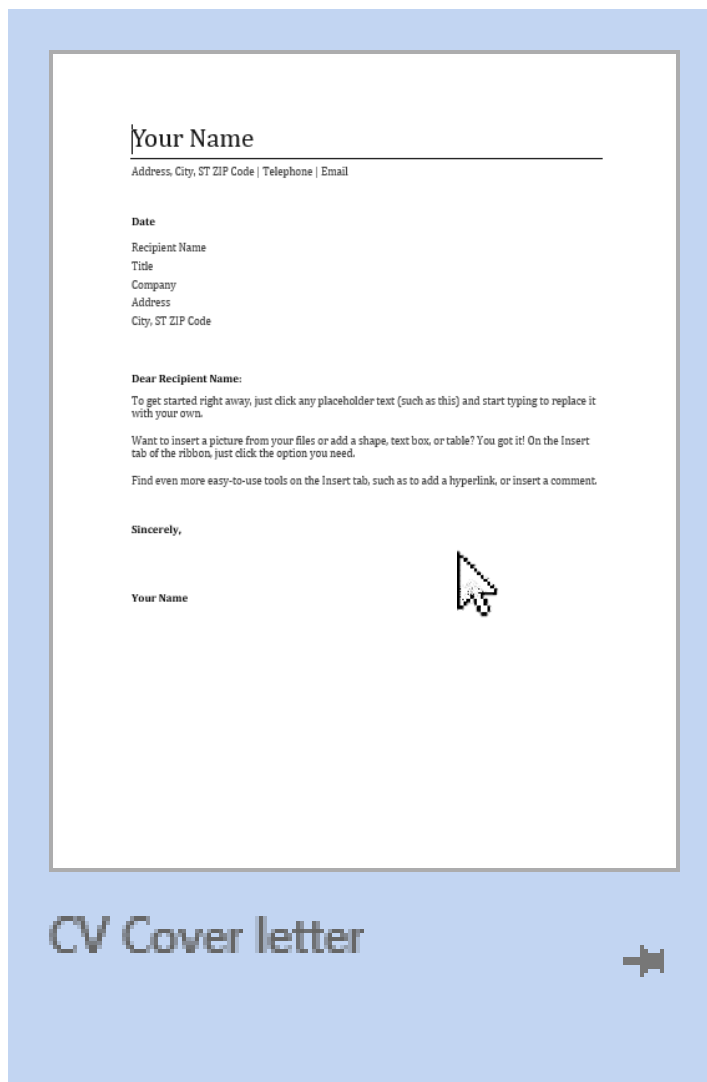 Your Name
Address, City, ST ZIP Code | Telephone | Email
Date
Recipient Name
Title
Company
Address
City, ST ZIP Code
Dear Recipient Name:
To get started right away, just click any placeholder text (such as this) and start typing to replace it
with your own.
Want to insert a picture from your files or add a shape, text box, or table? You got it! On the Insert
tab of the ribbon, just click the option you need.
Find even more easy-to-use tools on the Insert tab, such as to add a hyperlink, or insert a comment.
Sincerely,
Your Name
CV Cover letter